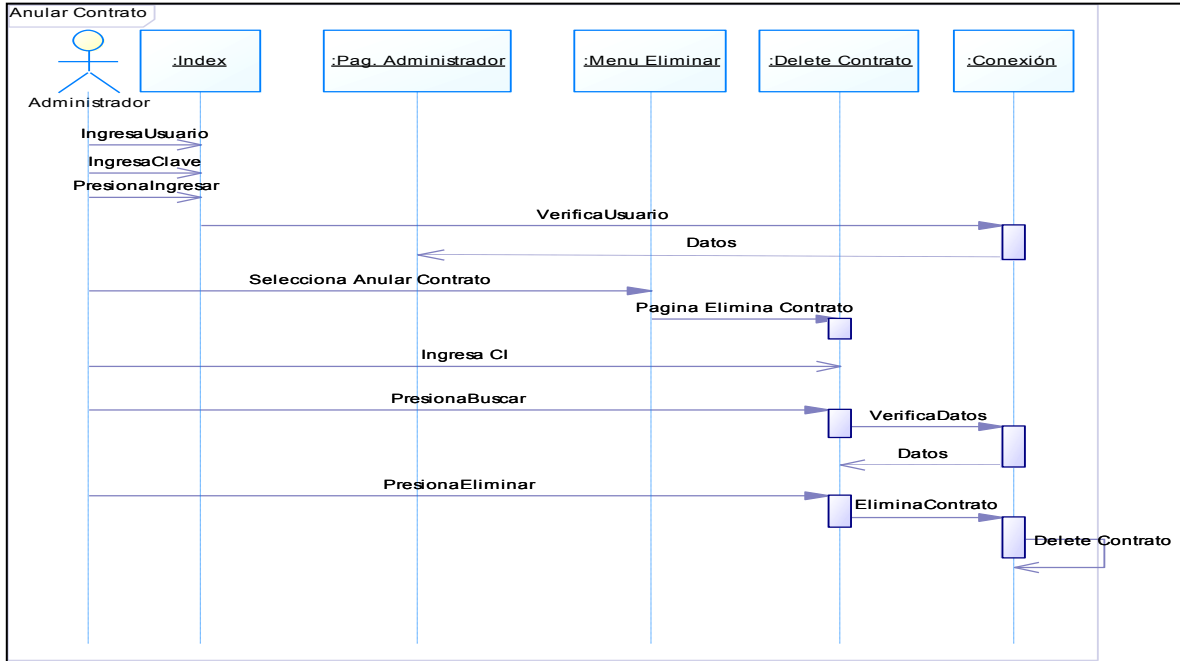 Anular Contrato
:Index
:Pag. Administrador
:Menu Eliminar
:Delete Contrato
:Conexión
Administrador
IngresaUsuario
IngresaClave
PresionaIngresar
VerificaUsuario
Datos
Selecciona Anular Contrato
Pagina Elimina Contrato
Ingresa CI
PresionaBuscar
VerificaDatos
Datos
PresionaEliminar
EliminaContrato
Delete Contrato